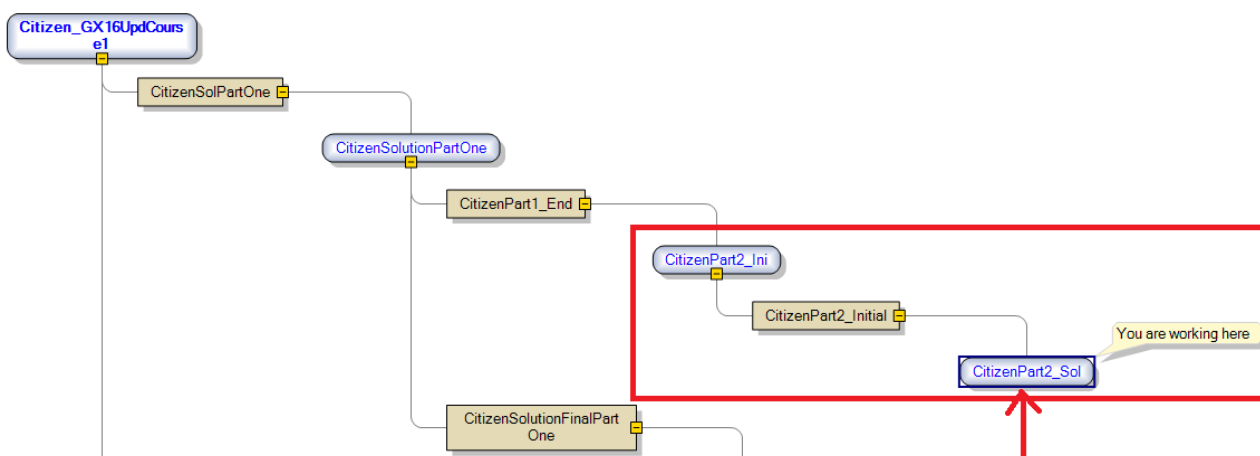 Citizen_GX16UpdCours
e1
CitizenSolPartOne
CitizenSolutionPartOne
CitizenPart1_End
CitizenPart2_Ini
CitizenPart2_Initial
You are working here
CitizenPart2_Sol
CitizenSolutionFinalPart
One